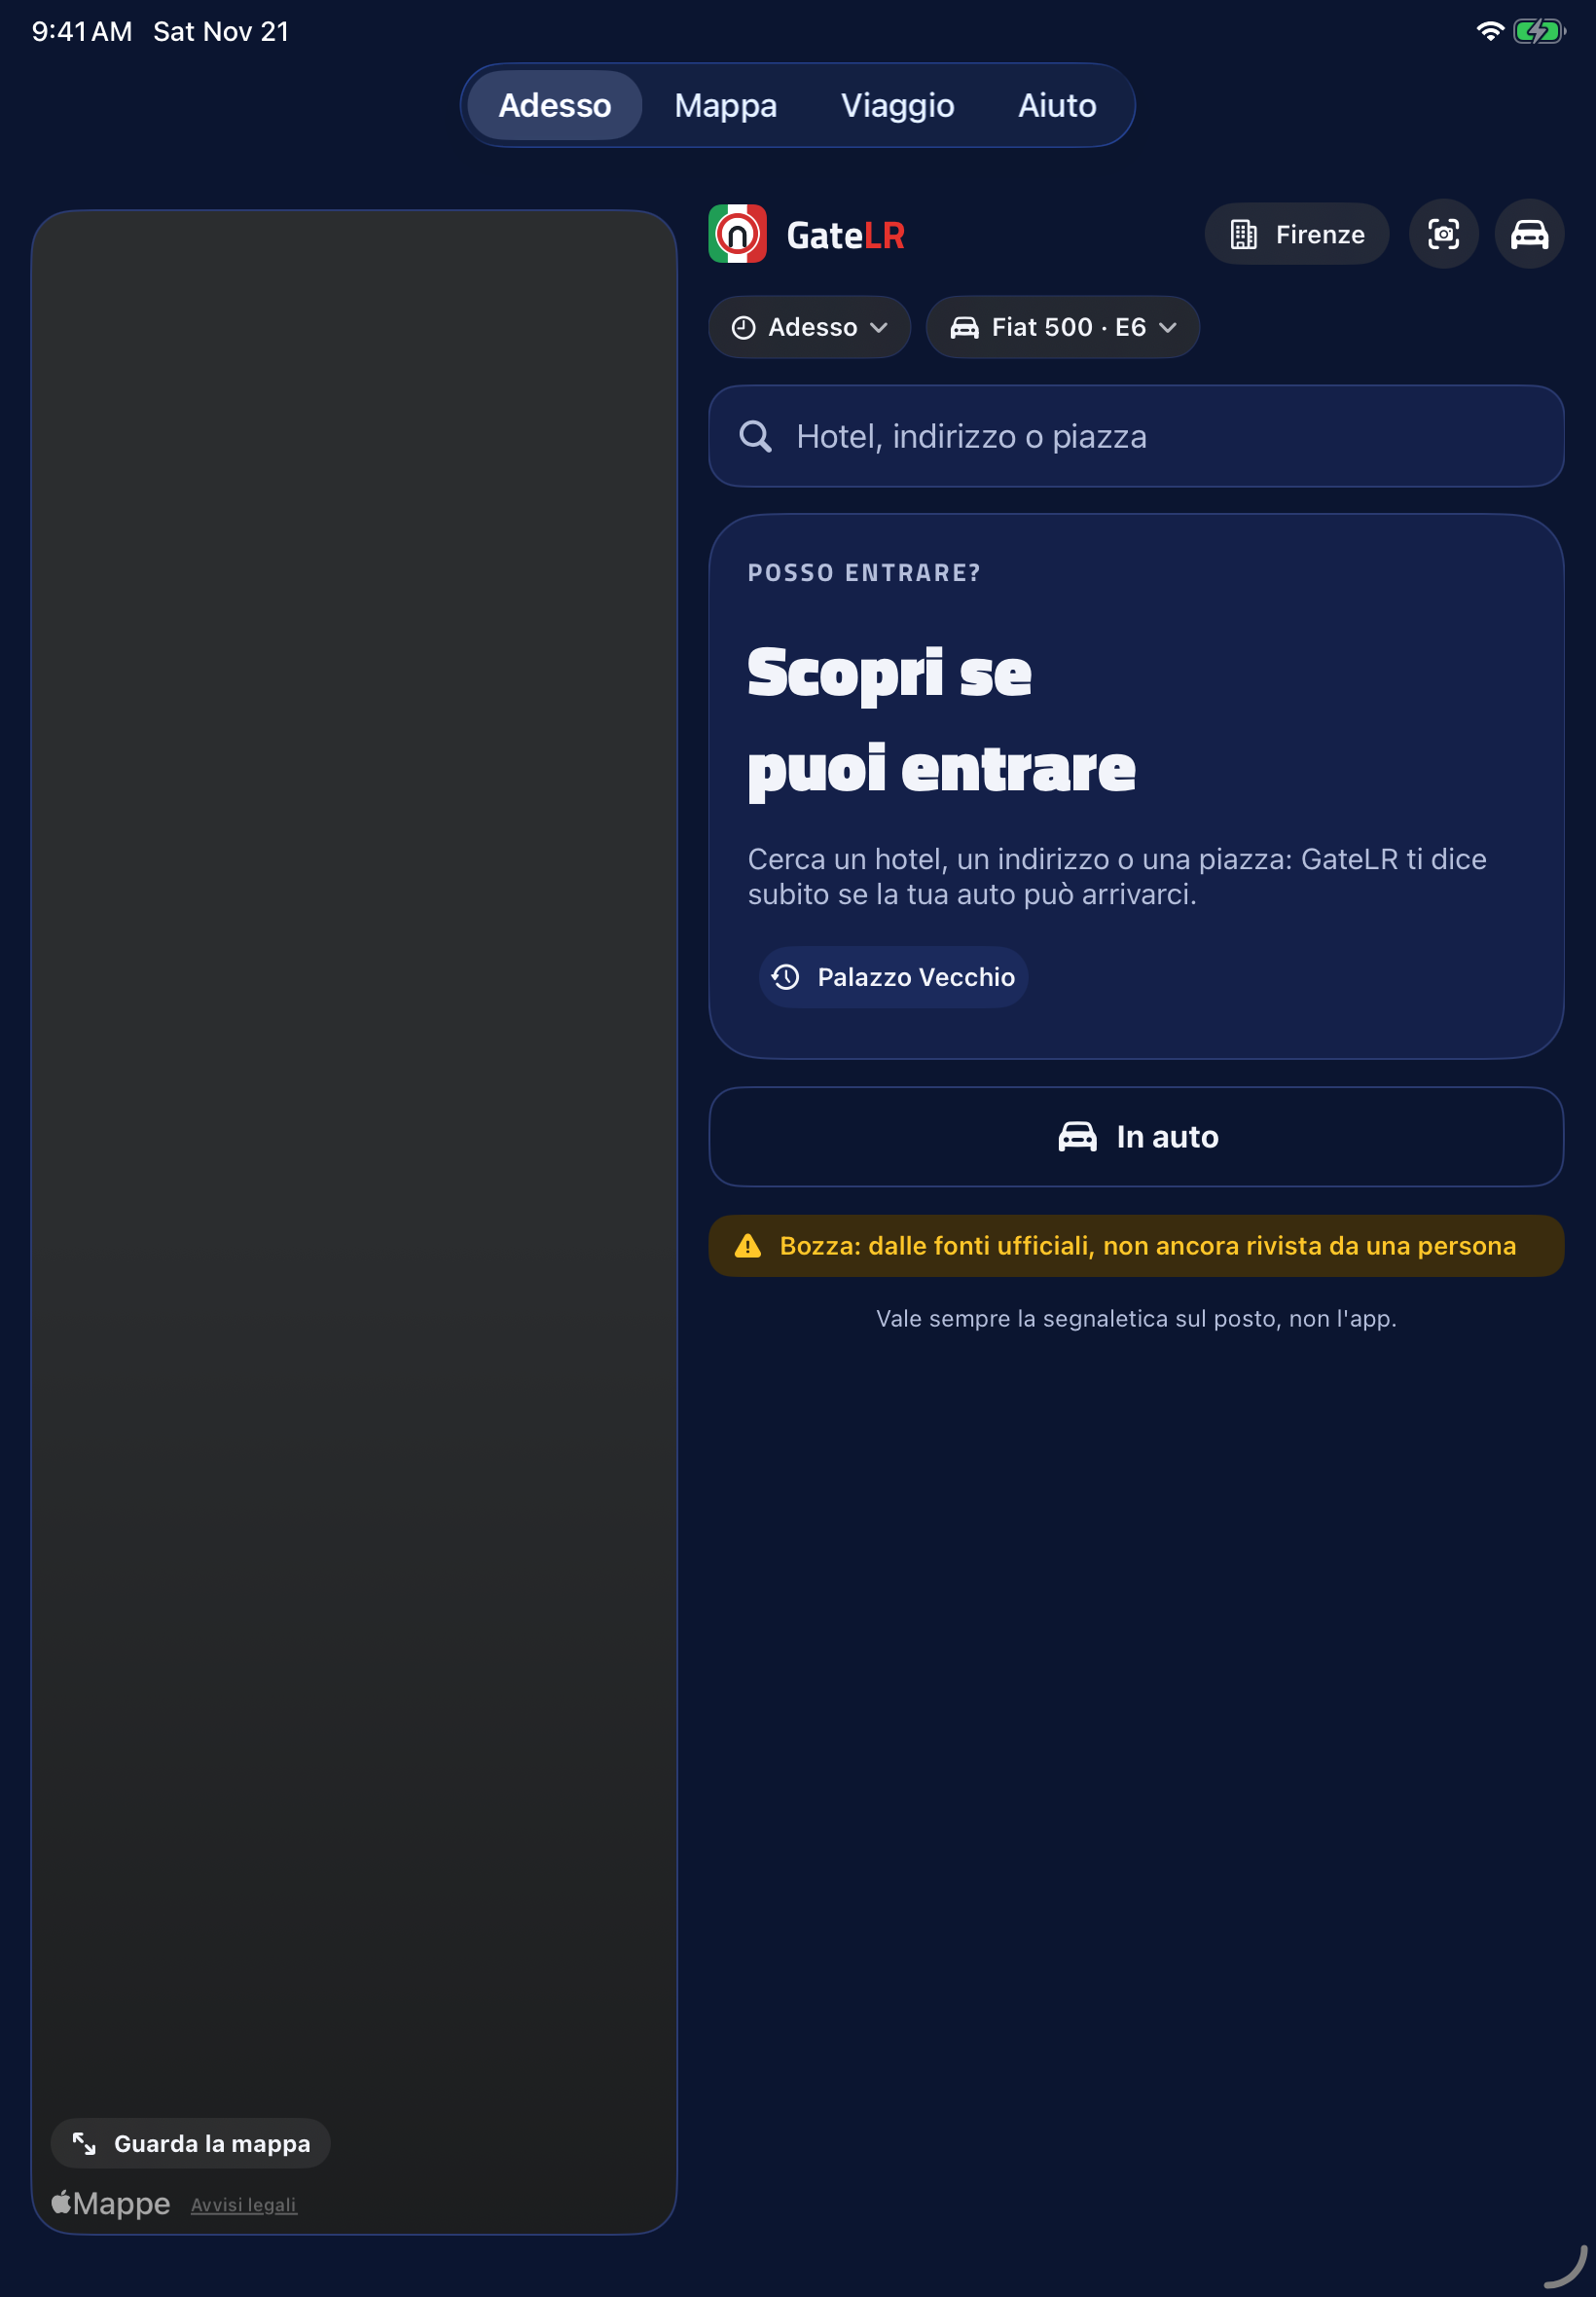 9:41 AM Sat Nov 21
Adesso Mappa Viaggio Aiuto
GateLR
Firenze
Adesso
Fiat 500 · E6
Hotel, indirizzo o piazza
POSSO ENTRARE?
Scopri se
puoi entrare
Cerca un hotel, un indirizzo o una piazza: GateLR ti dice
subito se la tua auto può arrivarci.
Palazzo Vecchio
In auto
Bozza: dalle fonti ufficiali, non ancora rivista da una persona
Vale sempre la segnaletica sul posto, non l'app.
Guarda la mappa
Mappe Avvisi legali